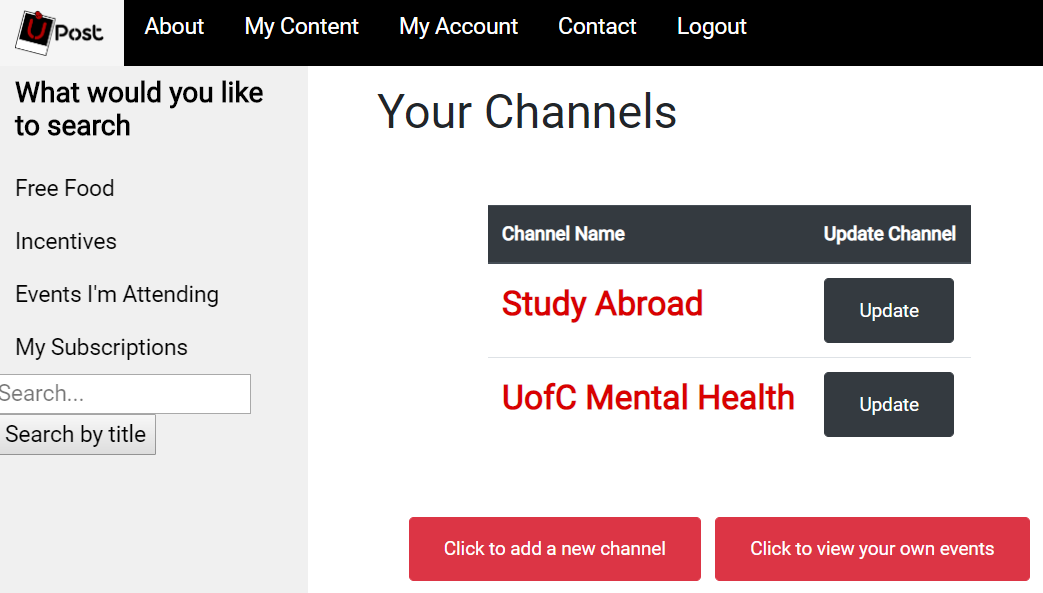 UPost
About My Content My Account Contact Logout
What would you like
to search
Free Food
Incentives
Events I'm Attending
My Subscriptions
Search...
Search by title
Your Channels
Channel Name Update Channel
Study Abroad Update
UofC Mental Health Update
Click to add a new channel Click to view your own events